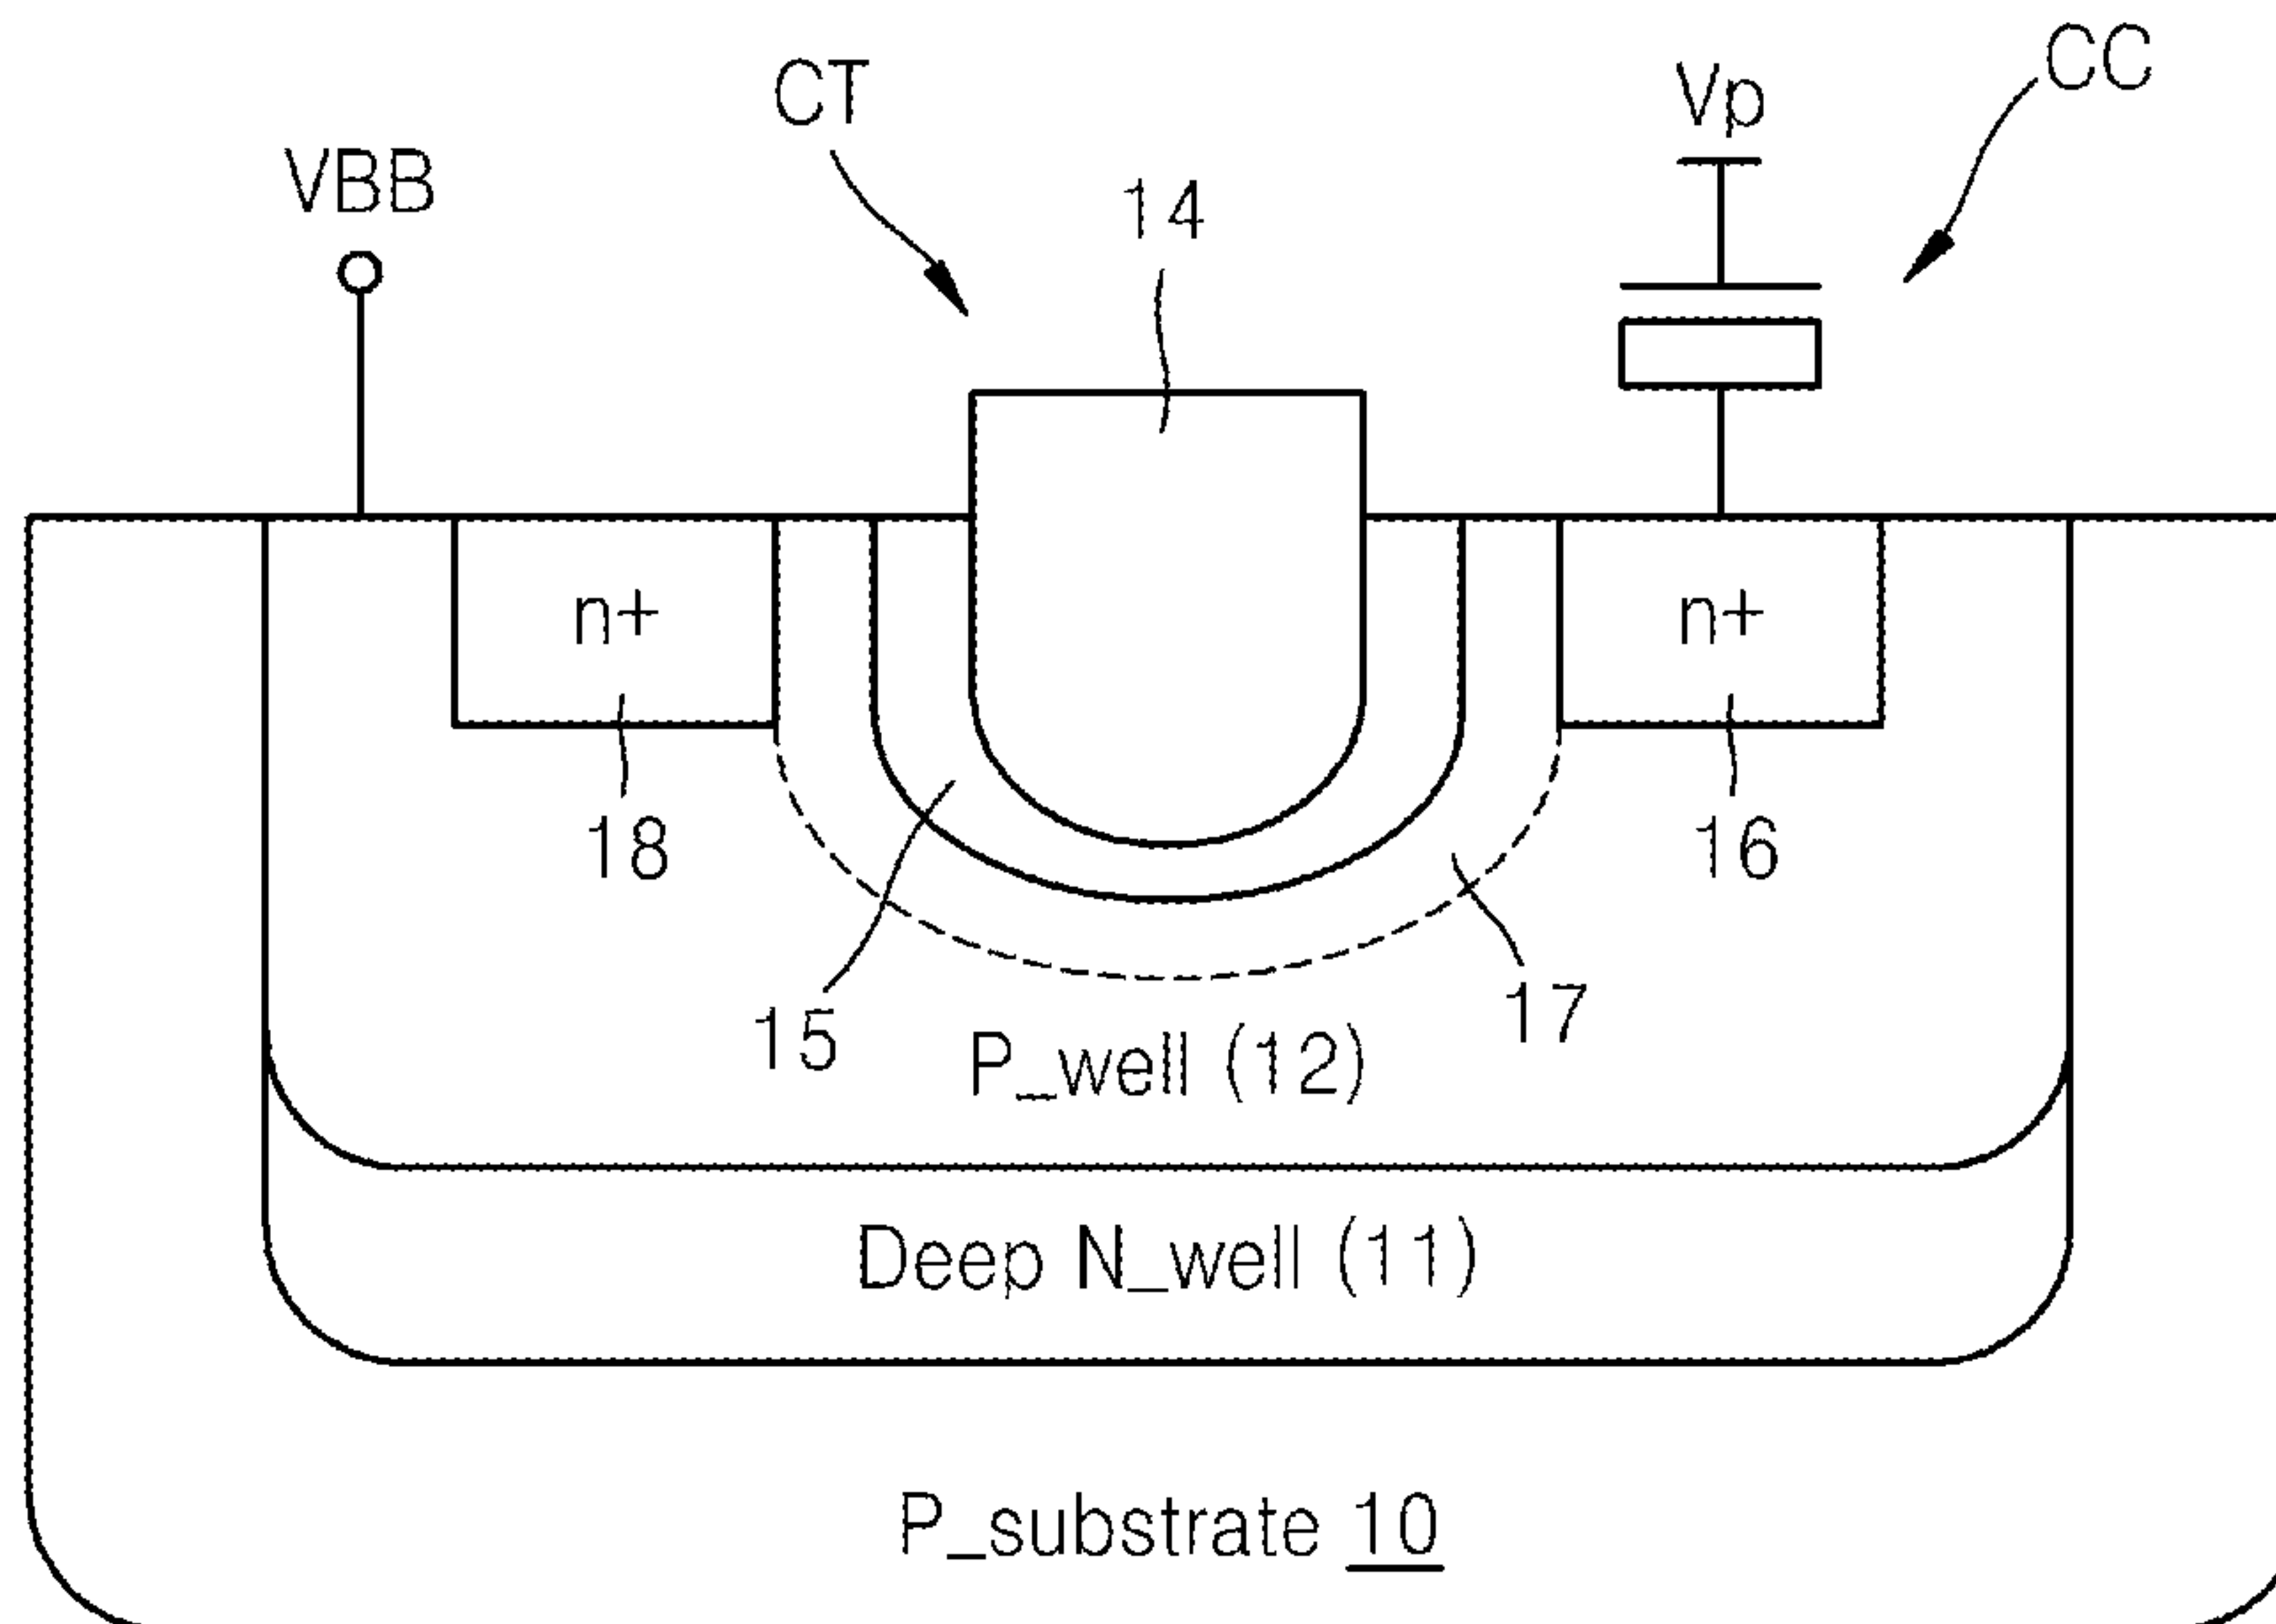 CC
CT
Vp
VBB
14
n+
n+
18
16
15
17
P_well (12)
Deep N_well (11)
P_substrate 10